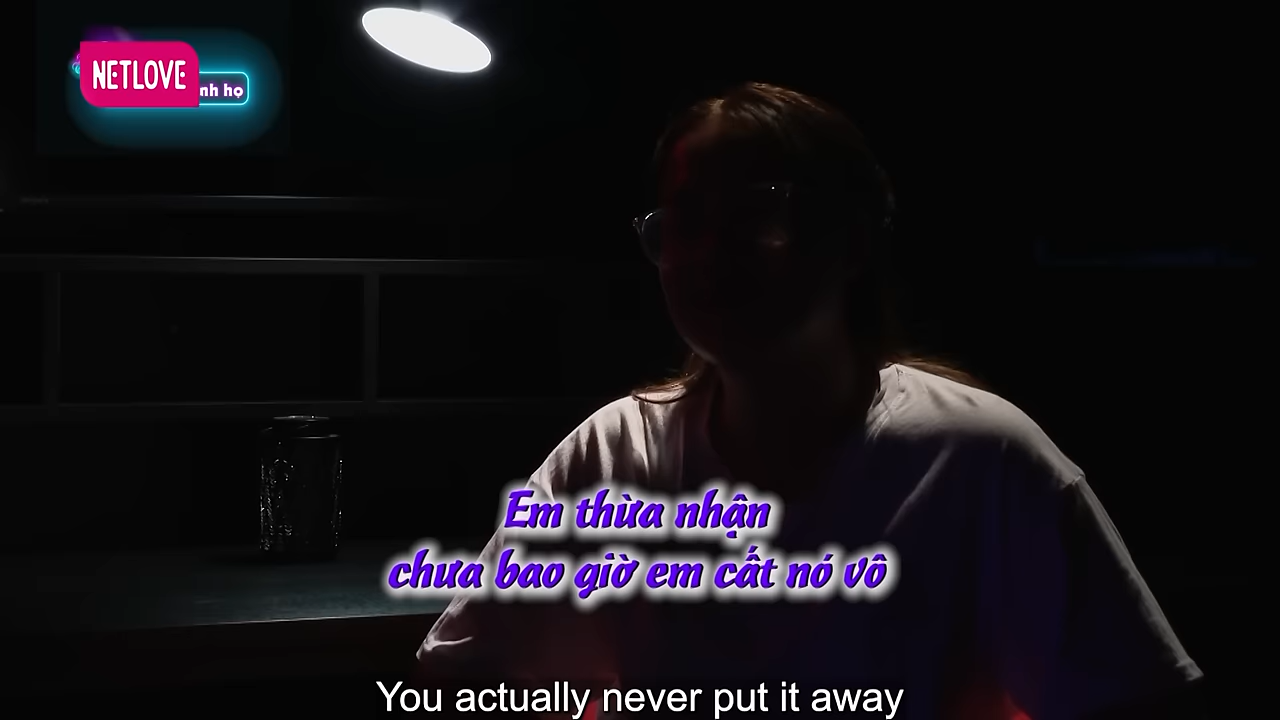 NETLOVE
nh họ
Em thừa nhận
chưa bao giờ em cất nó vô
You actually never put it away